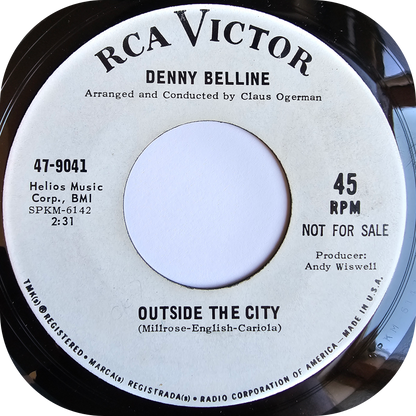 RCA VICTOR
DENNY BELLINE
Arranged and Conducted by Claus Ogerman
47-9041
Helios Music
Corp., BMI
SPKM-6142
2:31
45
RPM
NOT FOR SALE
Producer:
Andy Wiswell
OUTSIDE THE CITY
(Millrose-English-Cariola)
TMK(s) ® REGISTERED • MARCA(s) REGISTRADA(s) • RADIO CORPORATION OF AMERICA—MADE IN U.S.A.